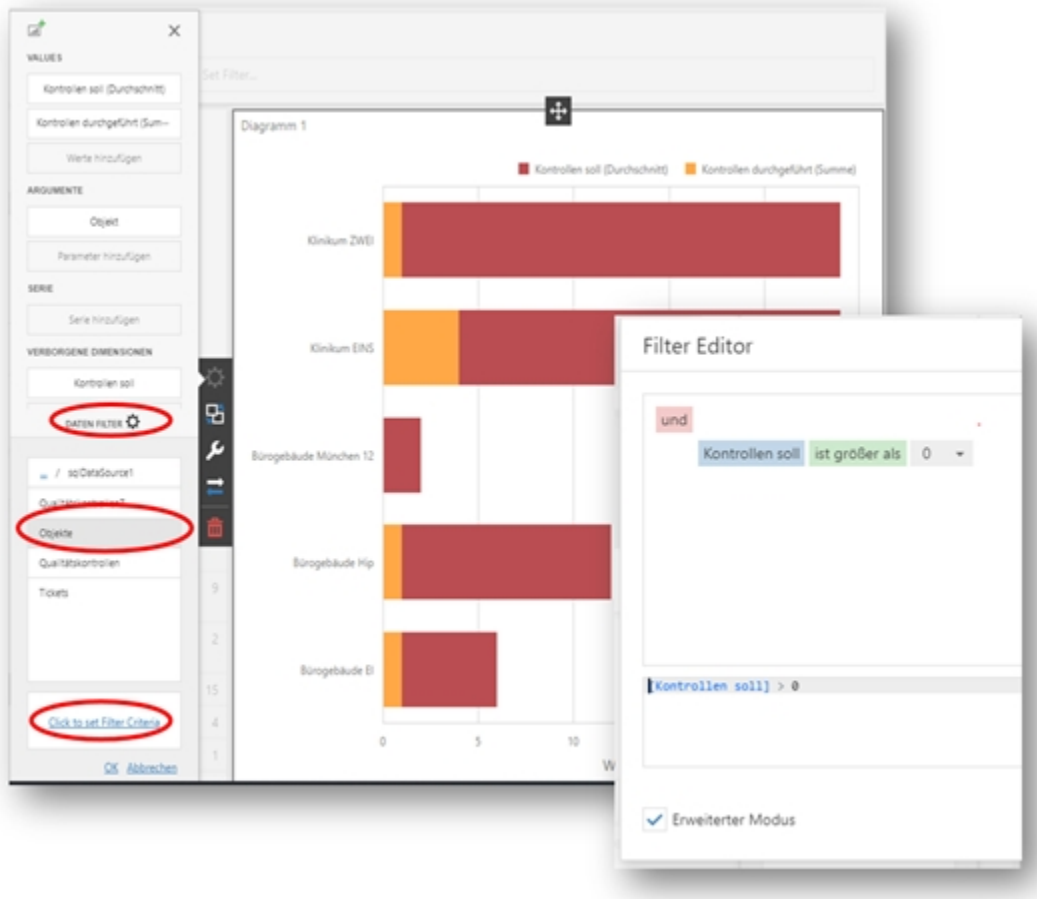 VALUES
Kontrollen soll (Durchschnitt)
Kontrollen durchgeführt (Sum...
Werte hinzufügen
ARGUMENTE
Objekt
Parameter hinzufügen
SERIE
Serie hinzufügen
VERBORGENE DIMENSIONEN
Kontrollen soll
DATEN FILTER
... / sqlDataSource1
Objekte
Qualitätskontrollen
Tickets
Click to set Filter Criteria
OK Abbrechen
Set Filter...
9
2
15
4
1
Diagramm 1
Kontrollen soll (Durchschnitt) Kontrollen durchgeführt (Summe)
Klinikum ZWEI
Klinikum EINS
Bürogebäude München 12
Bürogebäude Hip
Bürogebäude EI
0 5 10
W
Filter Editor
und
Kontrollen soll ist größer als 0
[Kontrollen soll] > 0
Erweiterter Modus